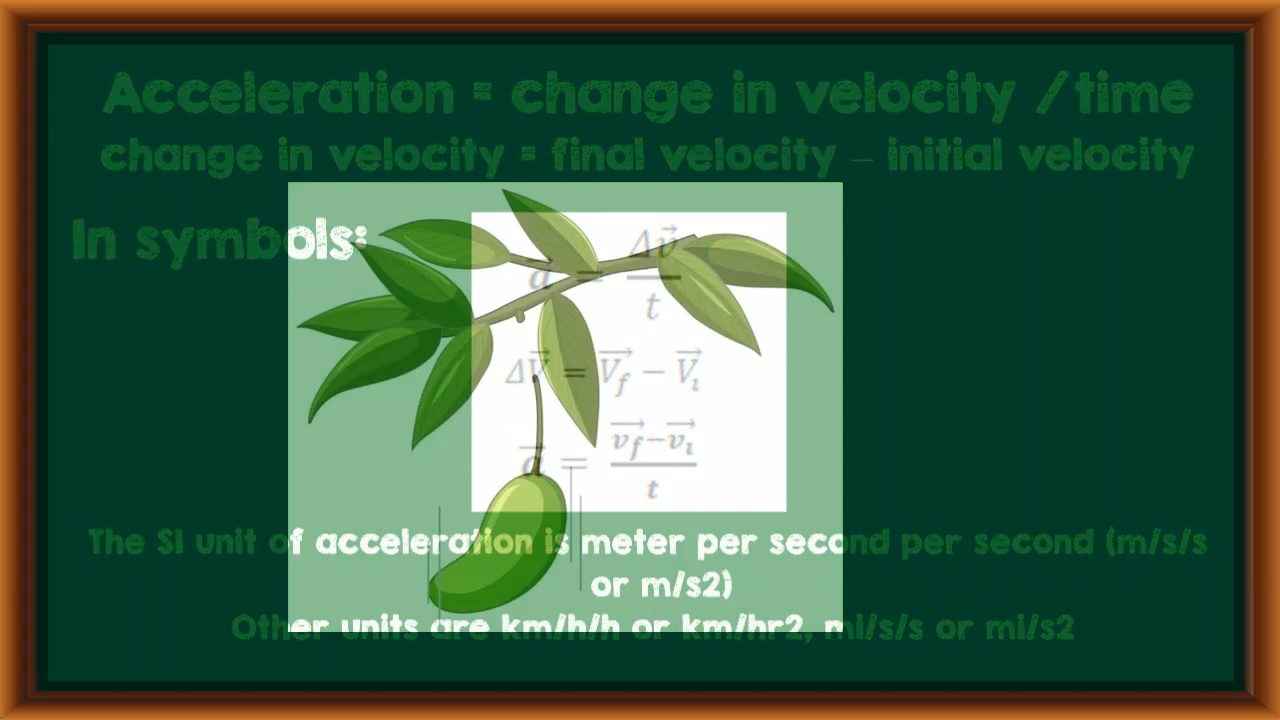 Acceleration = change in velocity /time
change in velocity = final velocity – initial velocity
In symbols:
a⃗ = Δv⃗ / t
ΔV⃗ = V⃗f − V⃗ı
a⃗ = v⃗f−v⃗ı / t
The SI unit of acceleration is meter per second per second (m/s/s
or m/s2)
Other units are km/h/h or km/hr2, mi/s/s or mi/s2